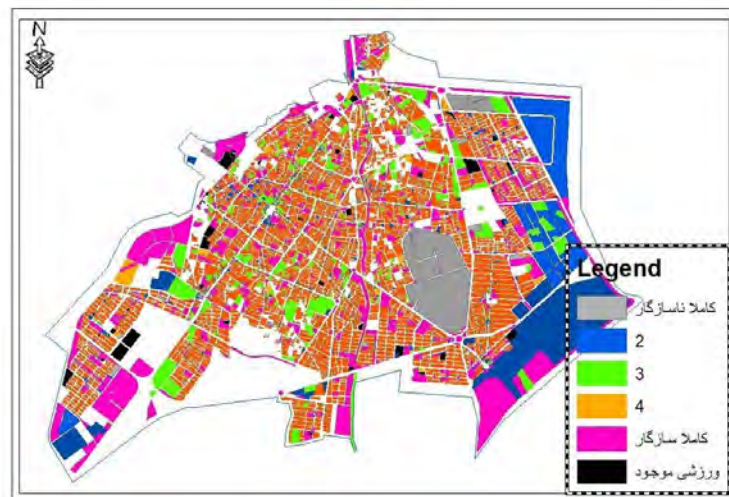 N
Legend
کاملا ناسازگار
2
3
4
کاملا سازگار
ورزشی موجود